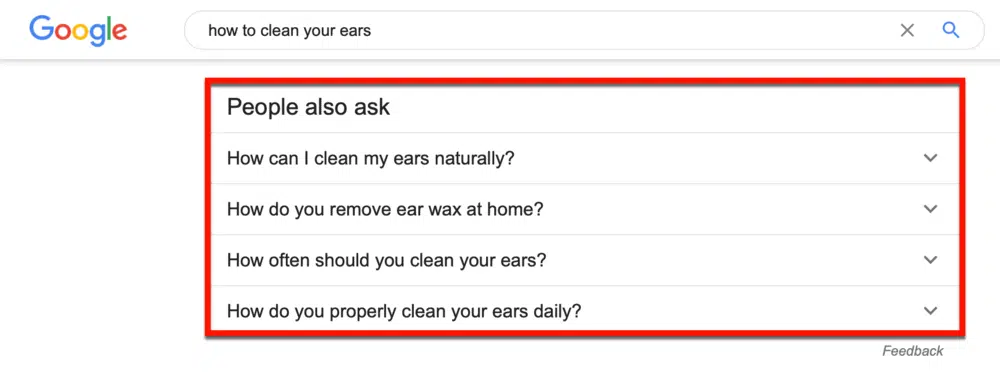 Google
how to clean your ears
People also ask
How can I clean my ears naturally?
How do you remove ear wax at home?
How often should you clean your ears?
How do you properly clean your ears daily?
Feedback